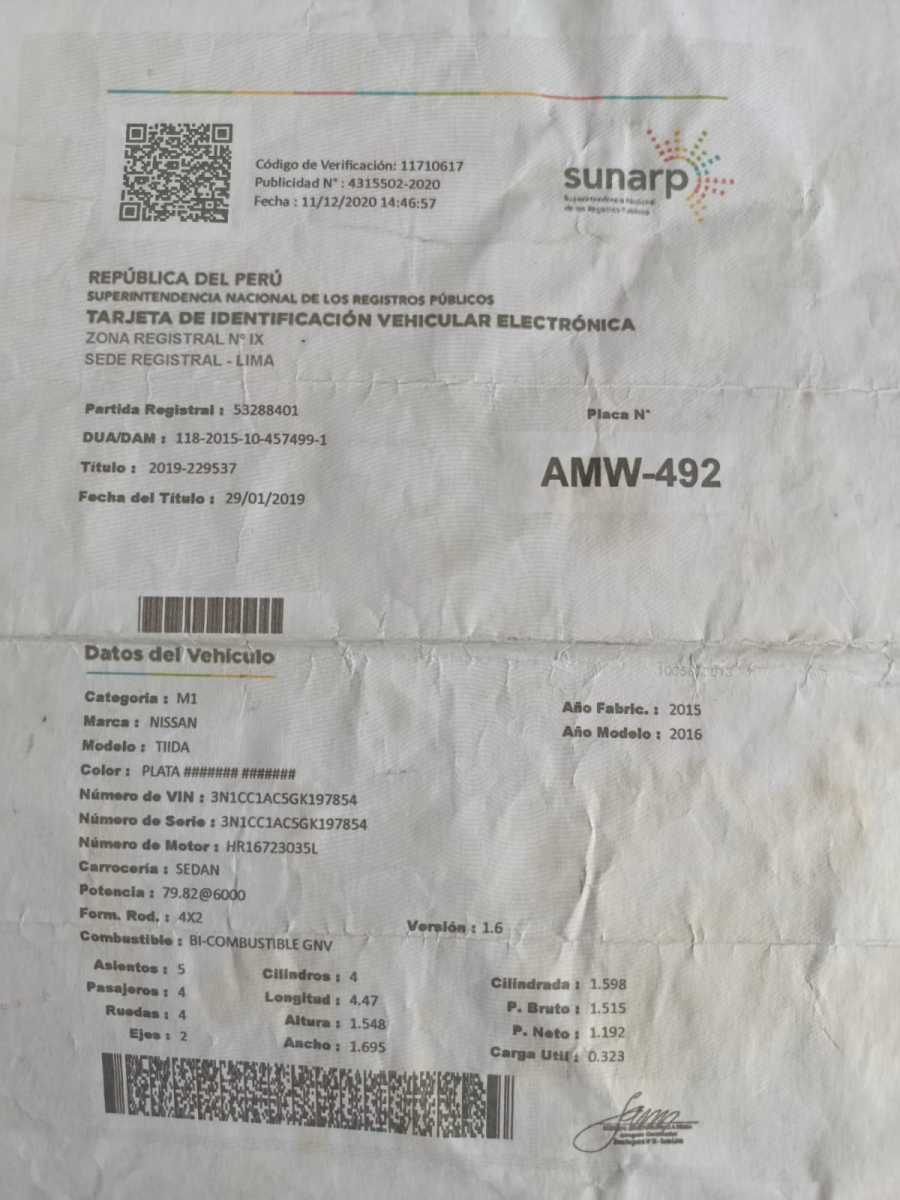 Código de Verificación: 11710617
Publicidad N° : 4315502-2020
Fecha : 11/12/2020 14:46:57
sunarp
Superintendencia Nacional
de los Registros Públicos
REPÚBLICA DEL PERÚ
SUPERINTENDENCIA NACIONAL DE LOS REGISTROS PÚBLICOS
TARJETA DE IDENTIFICACIÓN VEHICULAR ELECTRÓNICA
ZONA REGISTRAL N° IX
SEDE REGISTRAL - LIMA
Partida Registral : 53288401
Placa N°
DUA/DAM : 118-2015-10-457499-1
AMW-492
Título : 2019-229537
Fecha del Título : 29/01/2019
Datos del Vehículo
Categoría : M1
Año Fabric. : 2015
Marca : NISSAN
Año Modelo : 2016
Modelo : TIIDA
Color : PLATA ####### #######
Número de VIN : 3N1CC1AC5GK197854
Número de Serie : 3N1CC1AC5GK197854
Número de Motor : HR16723035L
Carrocería : SEDAN
Potencia : 79.82@6000
Form. Rod. : 4X2
Versión : 1.6
Combustible : BI-COMBUSTIBLE GNV
Asientos : 5
Cilindros : 4
Cilindrada : 1.598
Pasajeros : 4
Longitud : 4.47
P. Bruto : 1.515
Ruedas : 4
Altura : 1.548
P. Neto : 1.192
Ejes : 2
Ancho : 1.695
Carga Util : 0.323